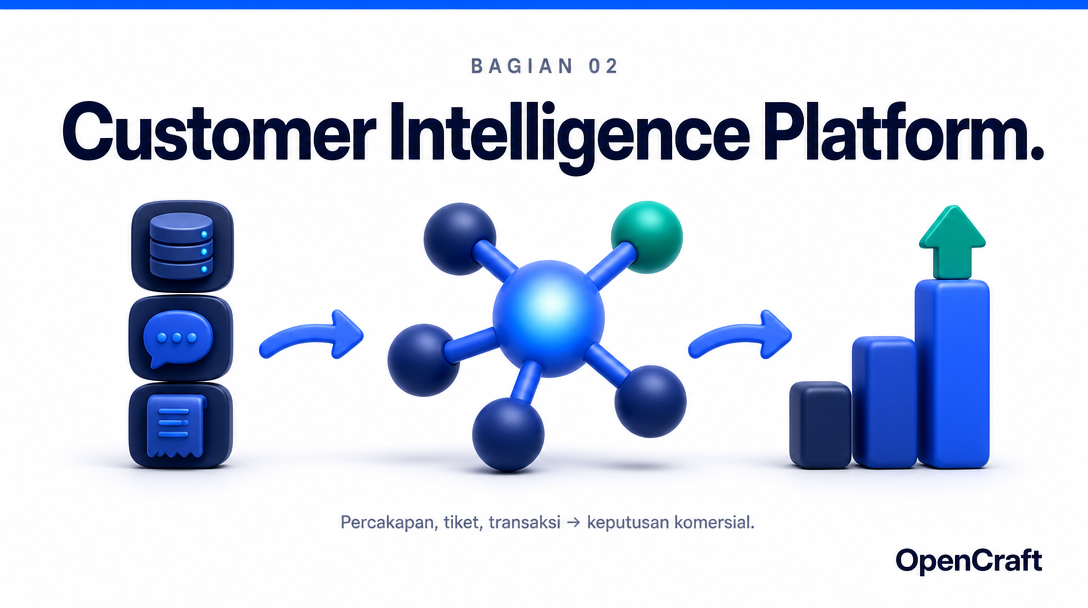 BAGIAN 02
Customer Intelligence Platform.
Percakapan, tiket, transaksi → keputusan komersial.
OpenCraft